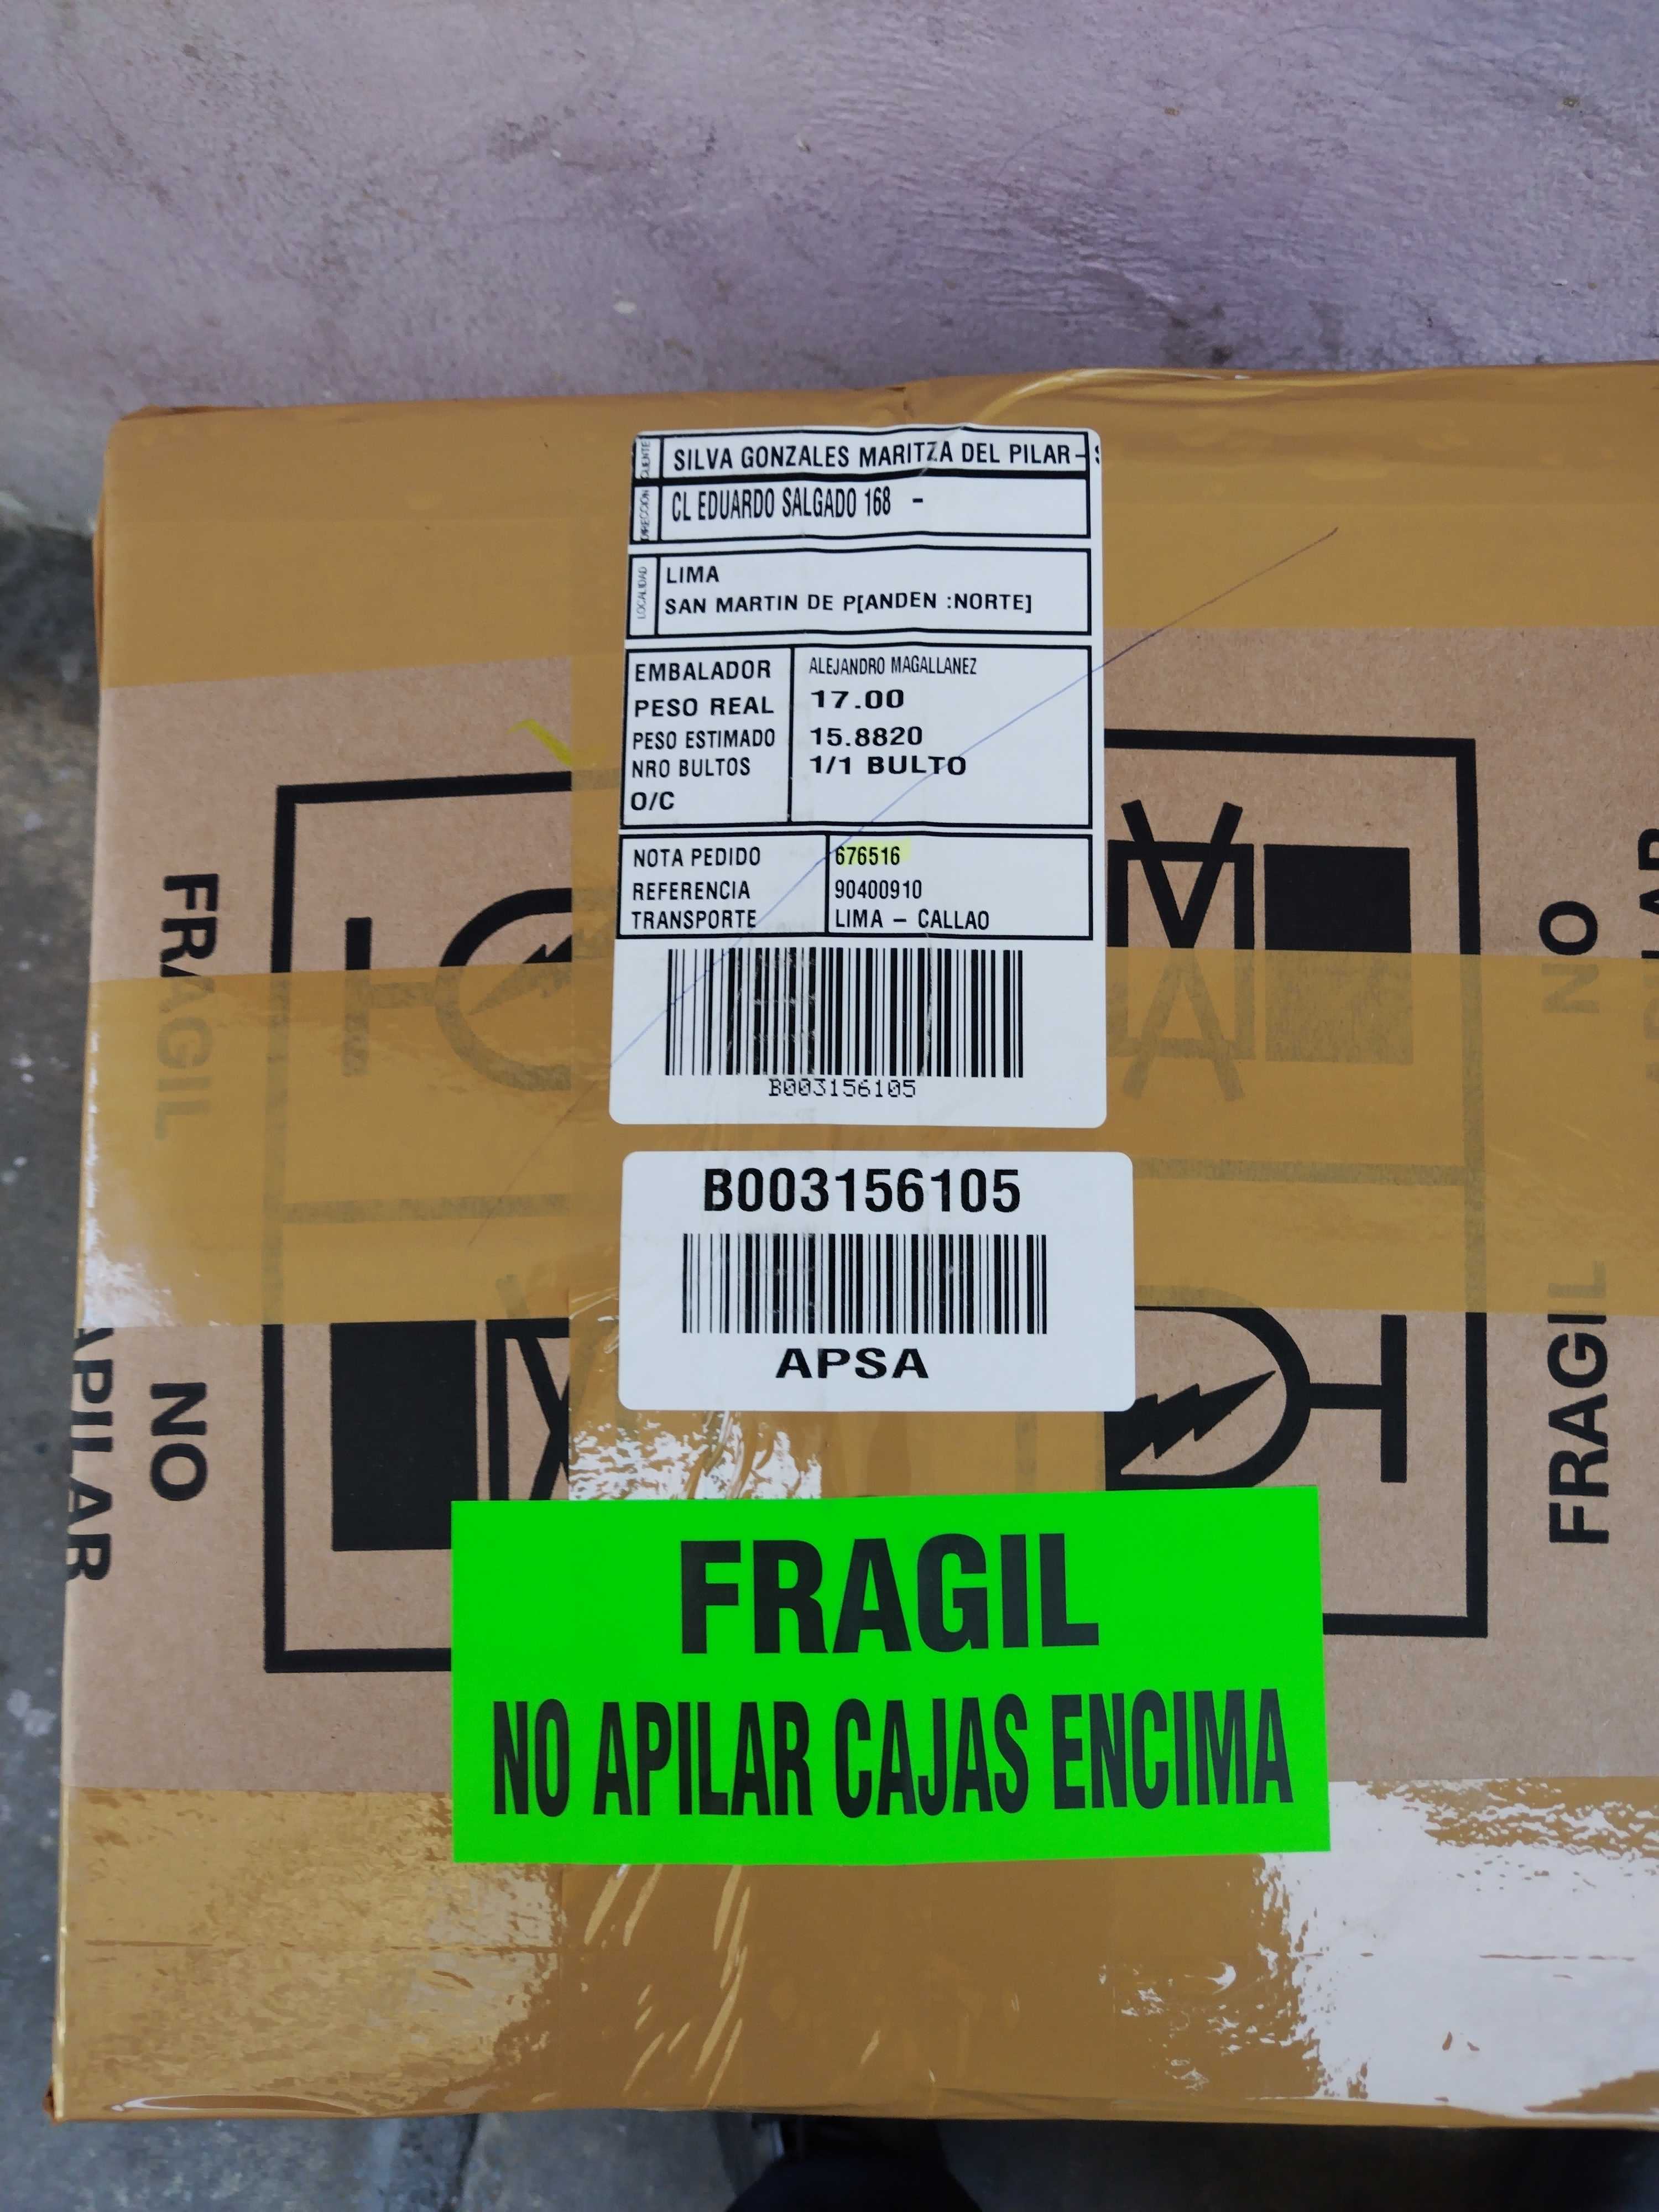 CLIENTE SILVA GONZALES MARITZA DEL PILAR-
DIRECCIÓN CL EDUARDO SALGADO 168 -
LOCALIDAD LIMA
SAN MARTIN DE P[ANDEN :NORTE]
EMBALADOR ALEJANDRO MAGALLANEZ
PESO REAL 17.00
PESO ESTIMADO 15.8820
NRO BULTOS 1/1 BULTO
O/C
NOTA PEDIDO 676516
REFERENCIA 90400910
TRANSPORTE LIMA - CALLAO
B003156105
B003156105
APSA
FRAGIL
NO APILAR CAJAS ENCIMA
FRAGIL
NO
APILAR
NO
FRAGIL